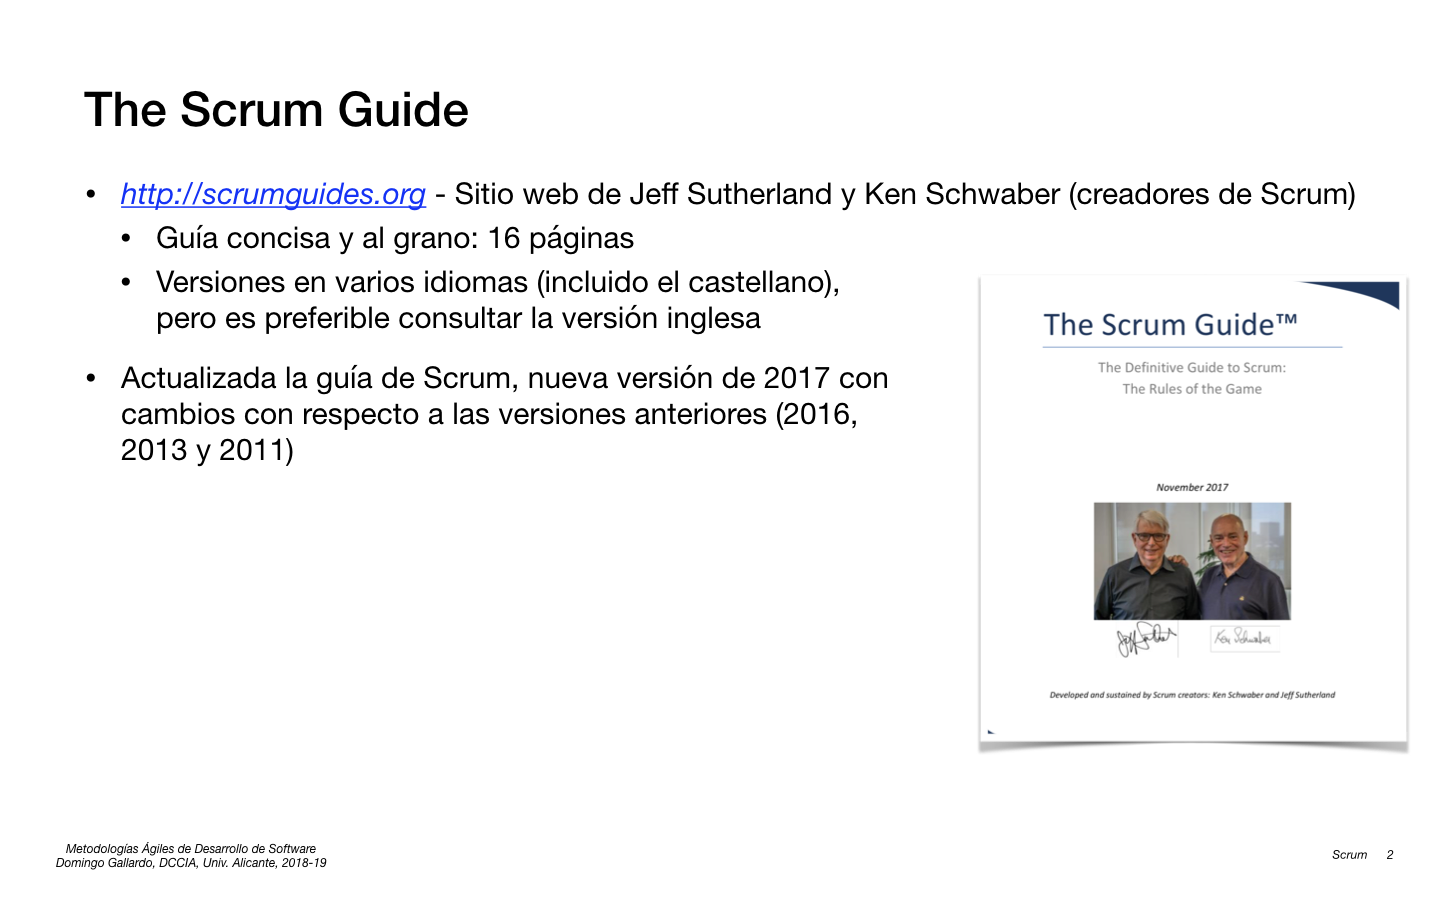 The Scrum Guide
• http://scrumguides.org - Sitio web de Jeff Sutherland y Ken Schwaber (creadores de Scrum)
• Guía concisa y al grano: 16 páginas
• Versiones en varios idiomas (incluido el castellano),
pero es preferible consultar la versión inglesa
• Actualizada la guía de Scrum, nueva versión de 2017 con
cambios con respecto a las versiones anteriores (2016,
2013 y 2011)
The Scrum Guide™
The Definitive Guide to Scrum:
The Rules of the Game
November 2017
Jeff Sutherland Ken Schwaber
Developed and sustained by Scrum creators: Ken Schwaber and Jeff Sutherland
Metodologías Ágiles de Desarrollo de Software
Domingo Gallardo, DCCIA, Univ. Alicante, 2018-19
Scrum 2